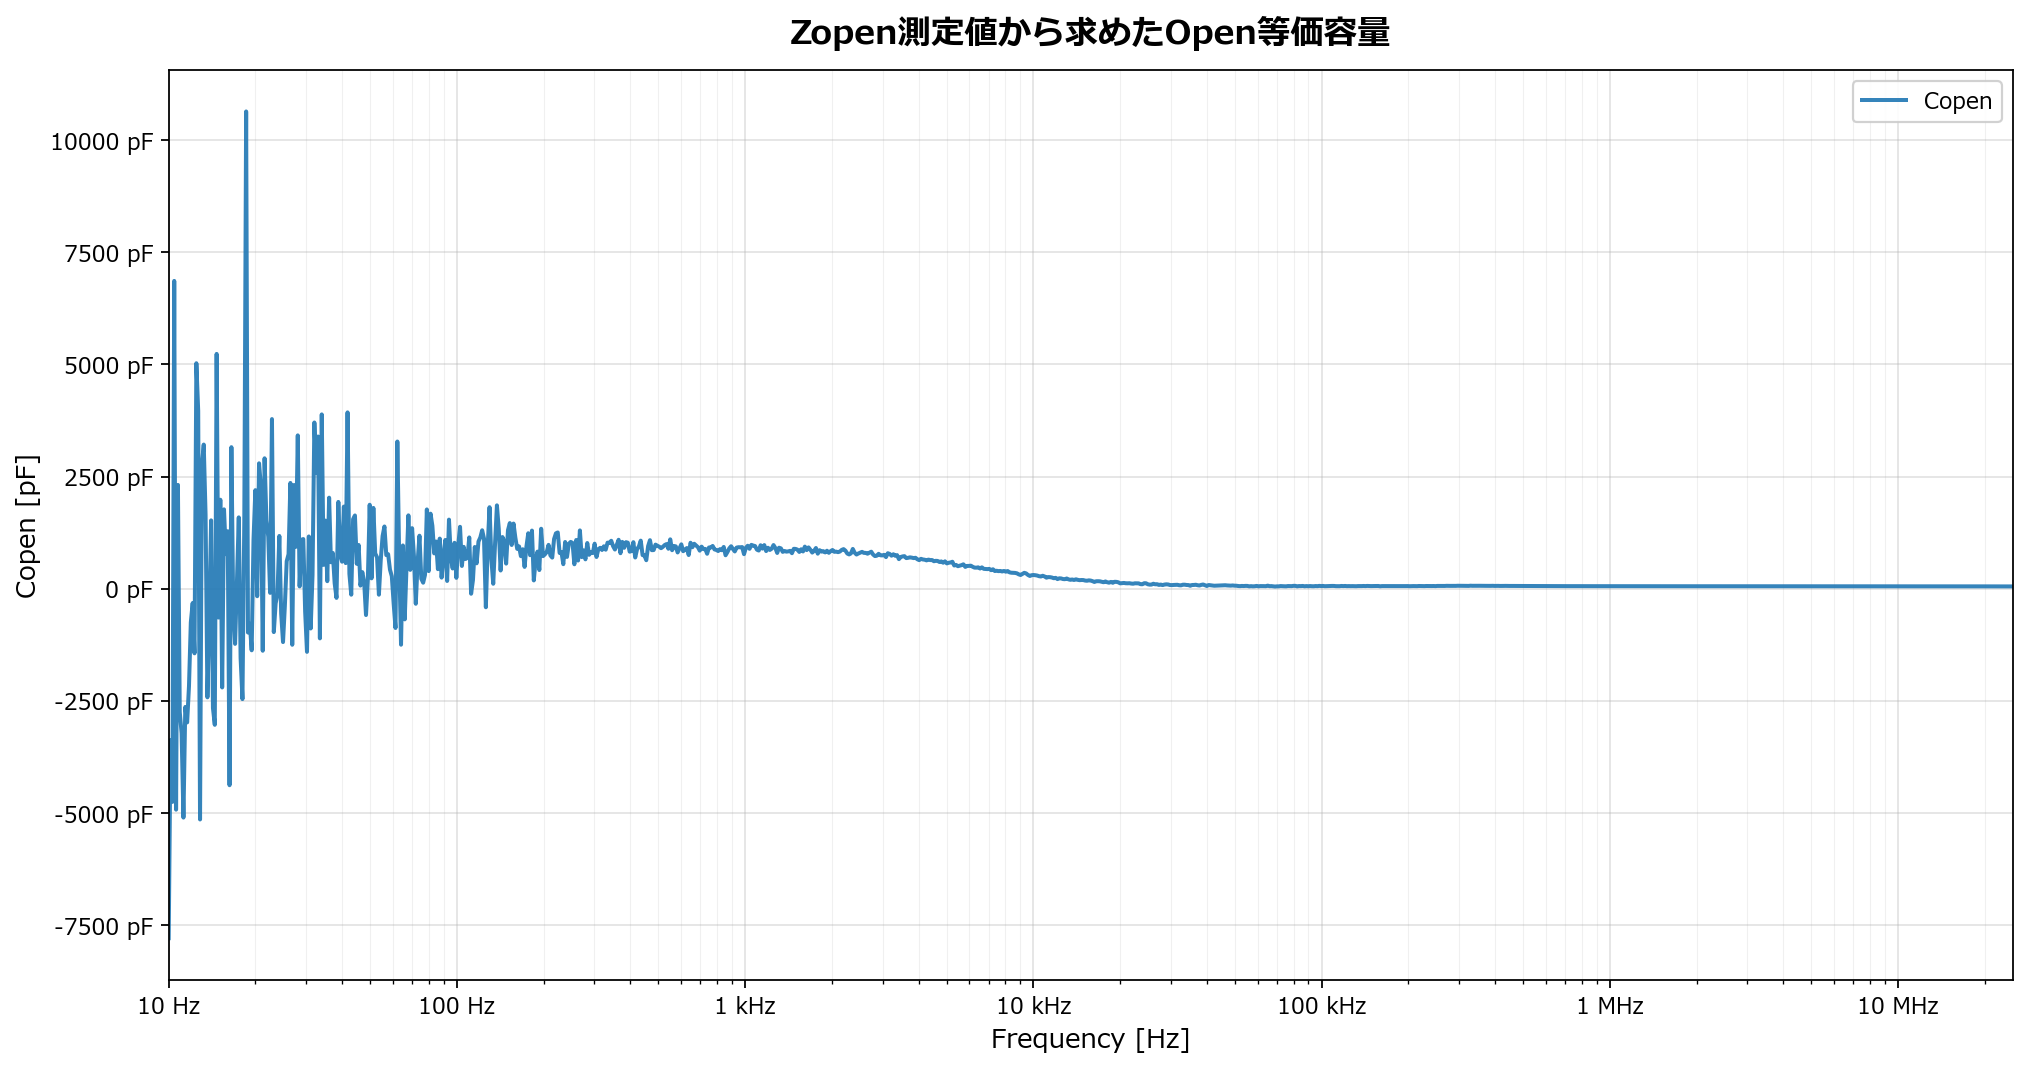 Zopen測定値から求めたOpen等価容量
Copen
10000 pF
7500 pF
5000 pF
2500 pF
0 pF
-2500 pF
-5000 pF
-7500 pF
Copen [pF]
10 Hz
100 Hz
1 kHz
10 kHz
100 kHz
1 MHz
10 MHz
Frequency [Hz]